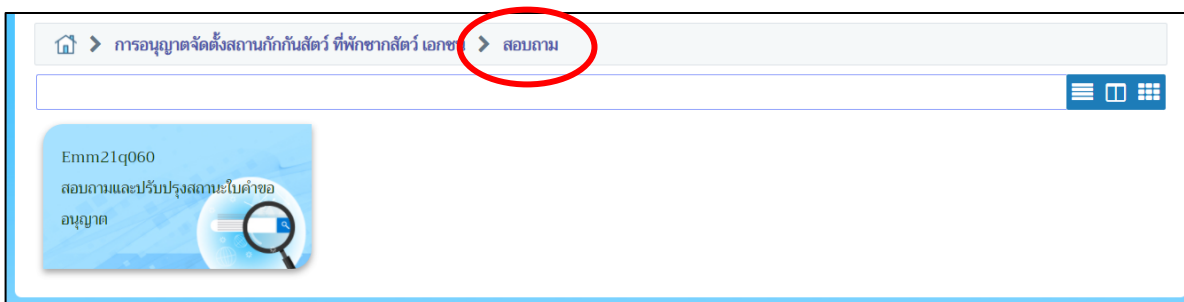 การอนุญาตจัดตั้งสถานกักกันสัตว์ ที่พักซากสัตว์ เอกชน สอบถาม
Emm21q060
สอบถามและปรับปรุงสถานะใบคำขอ
อนุญาต